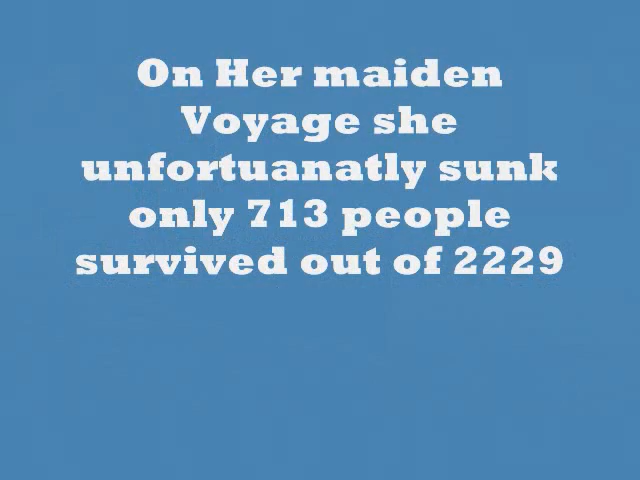 On Her maiden
Voyage she
unfortuanatly sunk
only 713 people
survived out of 2229